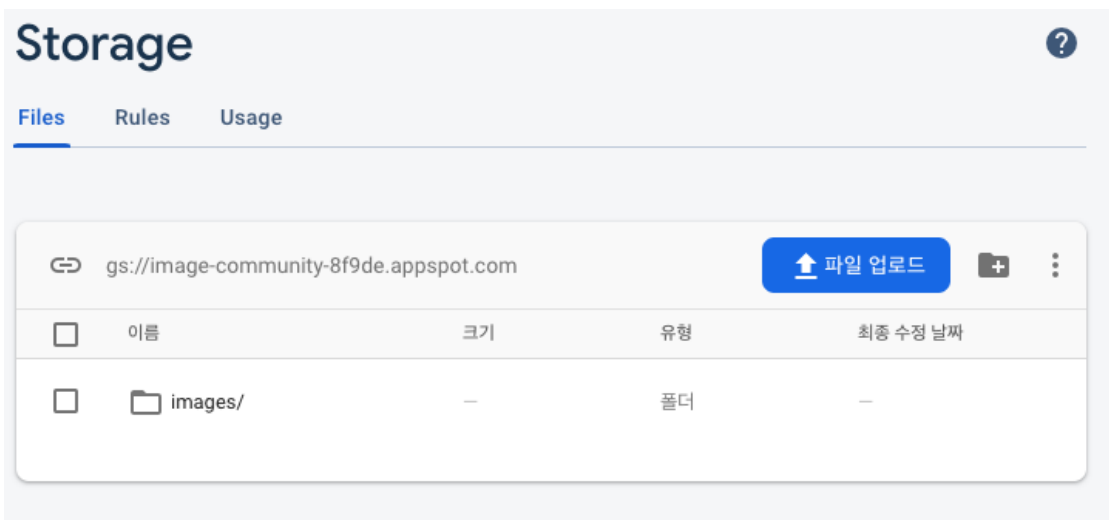 Storage
Files Rules Usage
gs://image-community-8f9de.appspot.com 파일 업로드
이름 크기 유형 최종 수정 날짜
images/ — 폴더 —